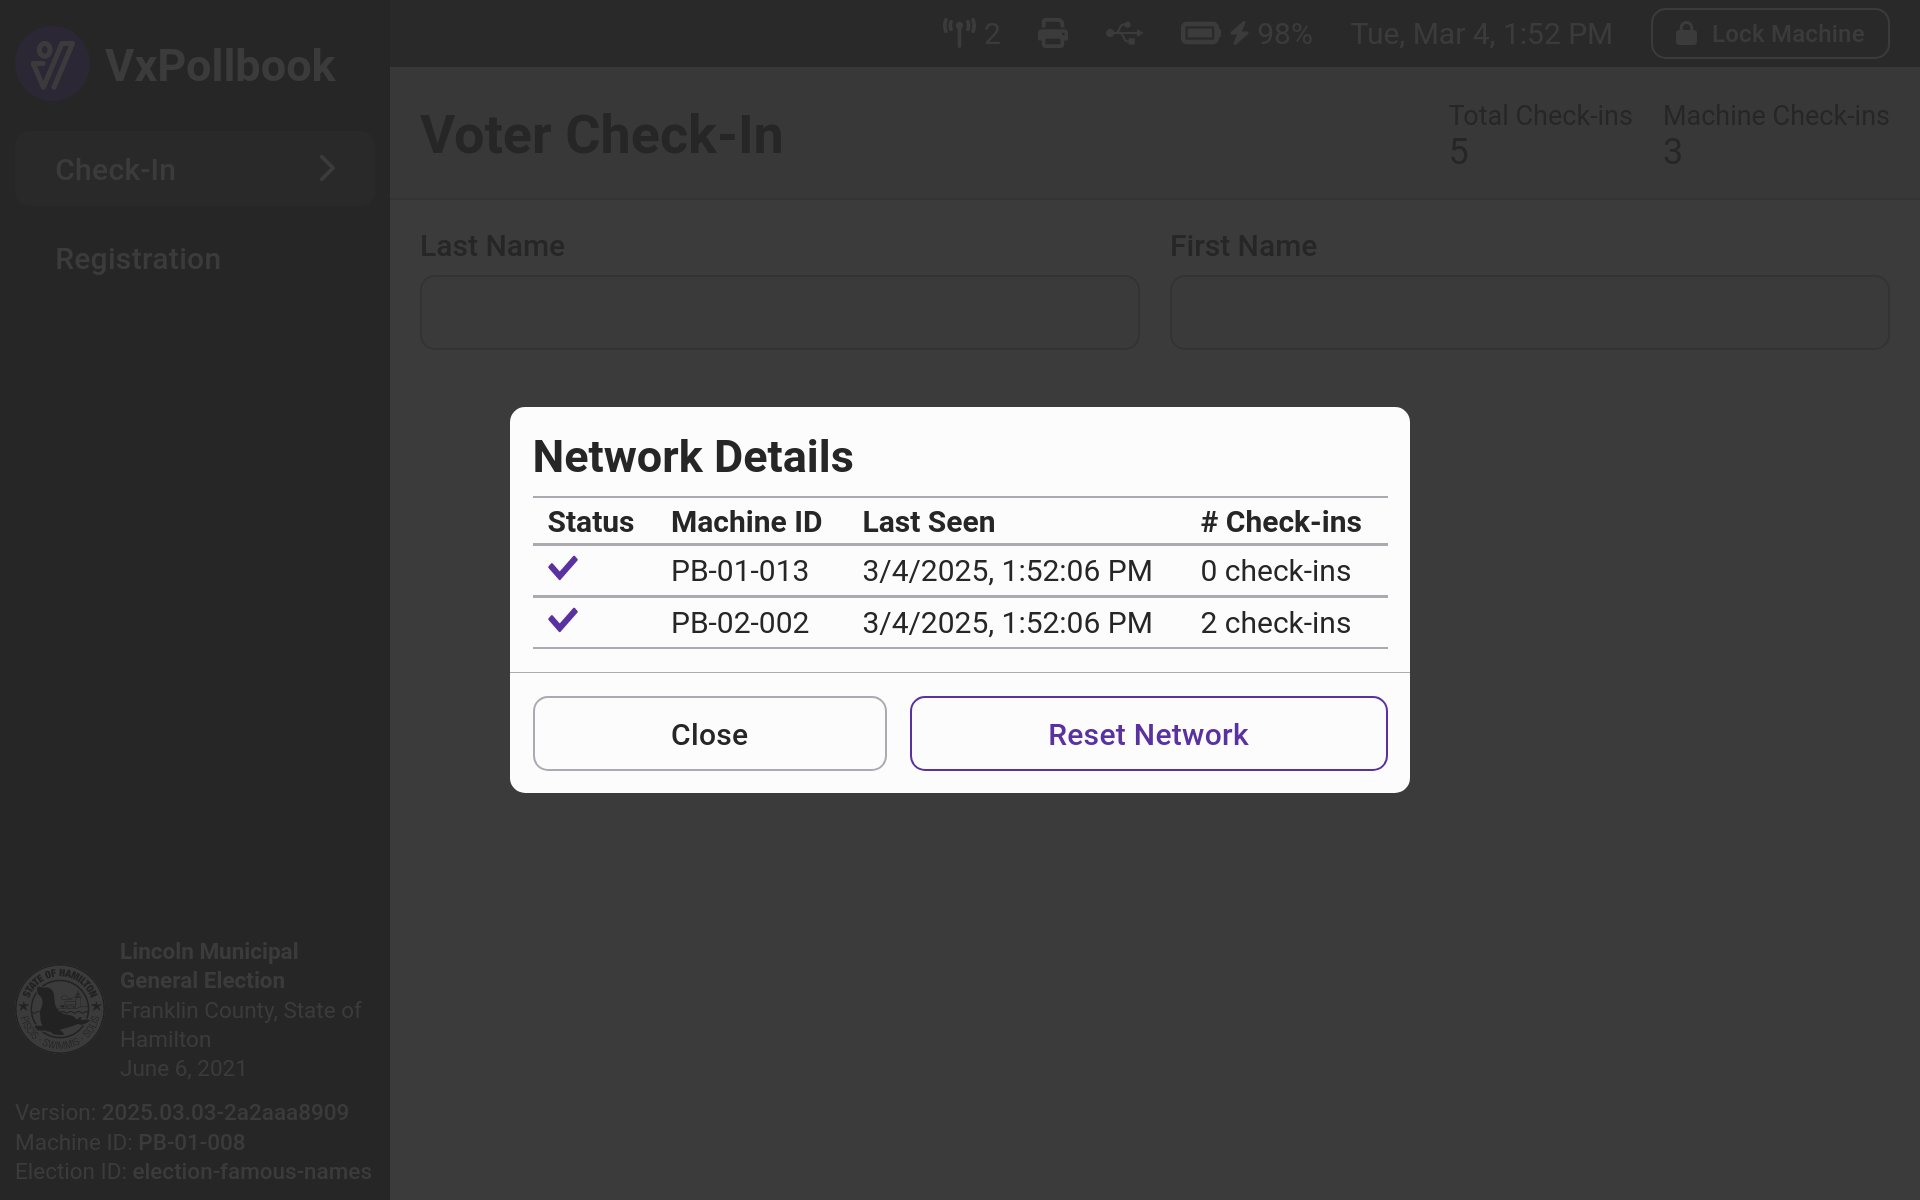 VxPollbook
2
98%
Tue, Mar 4, 1:52 PM
Lock Machine
Check-In
Registration
Voter Check-In
Total Check-ins
5
Machine Check-ins
3
Last Name
First Name
Network Details
Status Machine ID Last Seen # Check-ins
PB-01-013 3/4/2025, 1:52:06 PM 0 check-ins
PB-02-002 3/4/2025, 1:52:06 PM 2 check-ins
Close
Reset Network
STATE OF HAMILTON
Lincoln Municipal
General Election
Franklin County, State of
Hamilton
June 6, 2021
Version: 2025.03.03-2a2aaa8909
Machine ID: PB-01-008
Election ID: election-famous-names